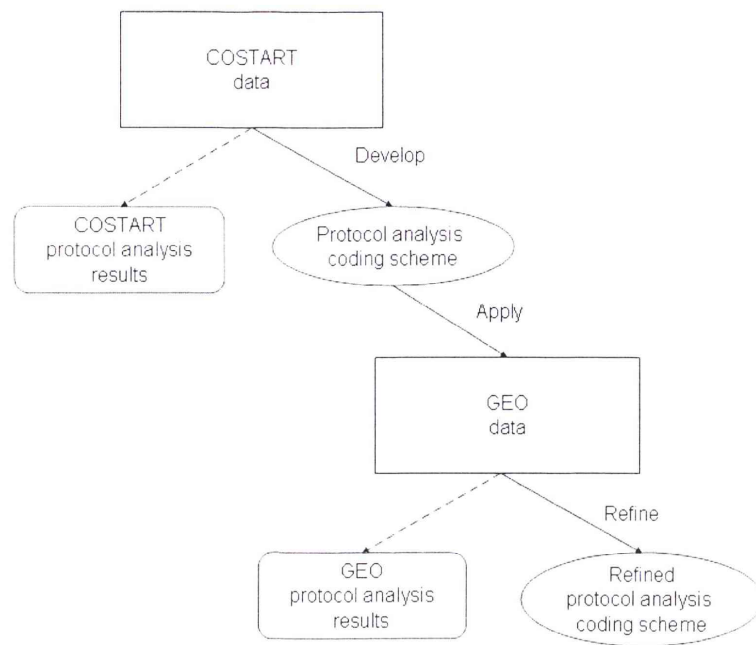 COSTART
data
Develop
COSTART
protocol analysis
results
Protocol analysis
coding scheme
Apply
GEO
data
Refine
GEO
protocol analysis
results
Refined
protocol analysis
coding scheme